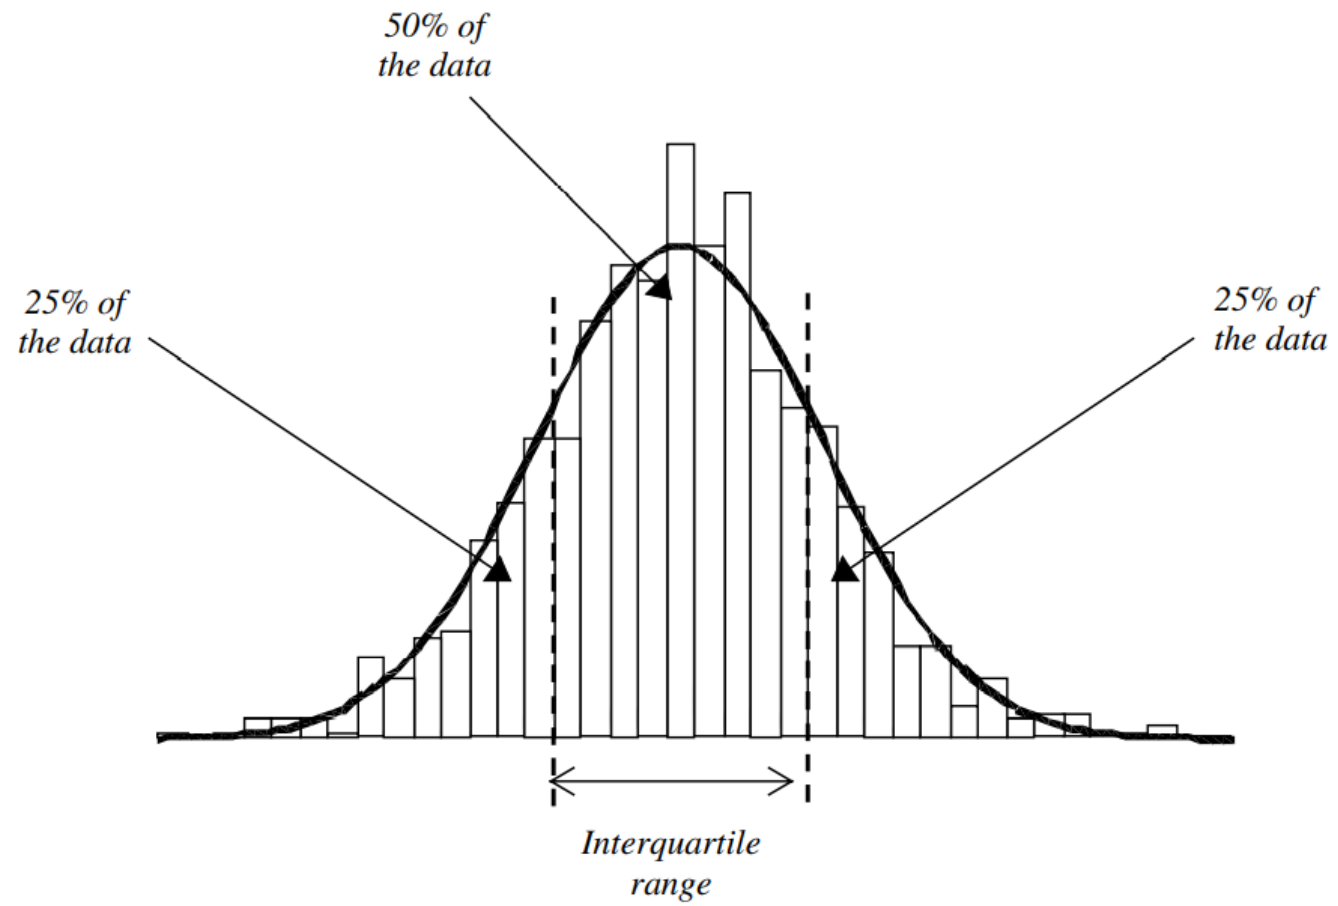 50% of
the data
25% of
the data
25% of
the data
Interquartile
range